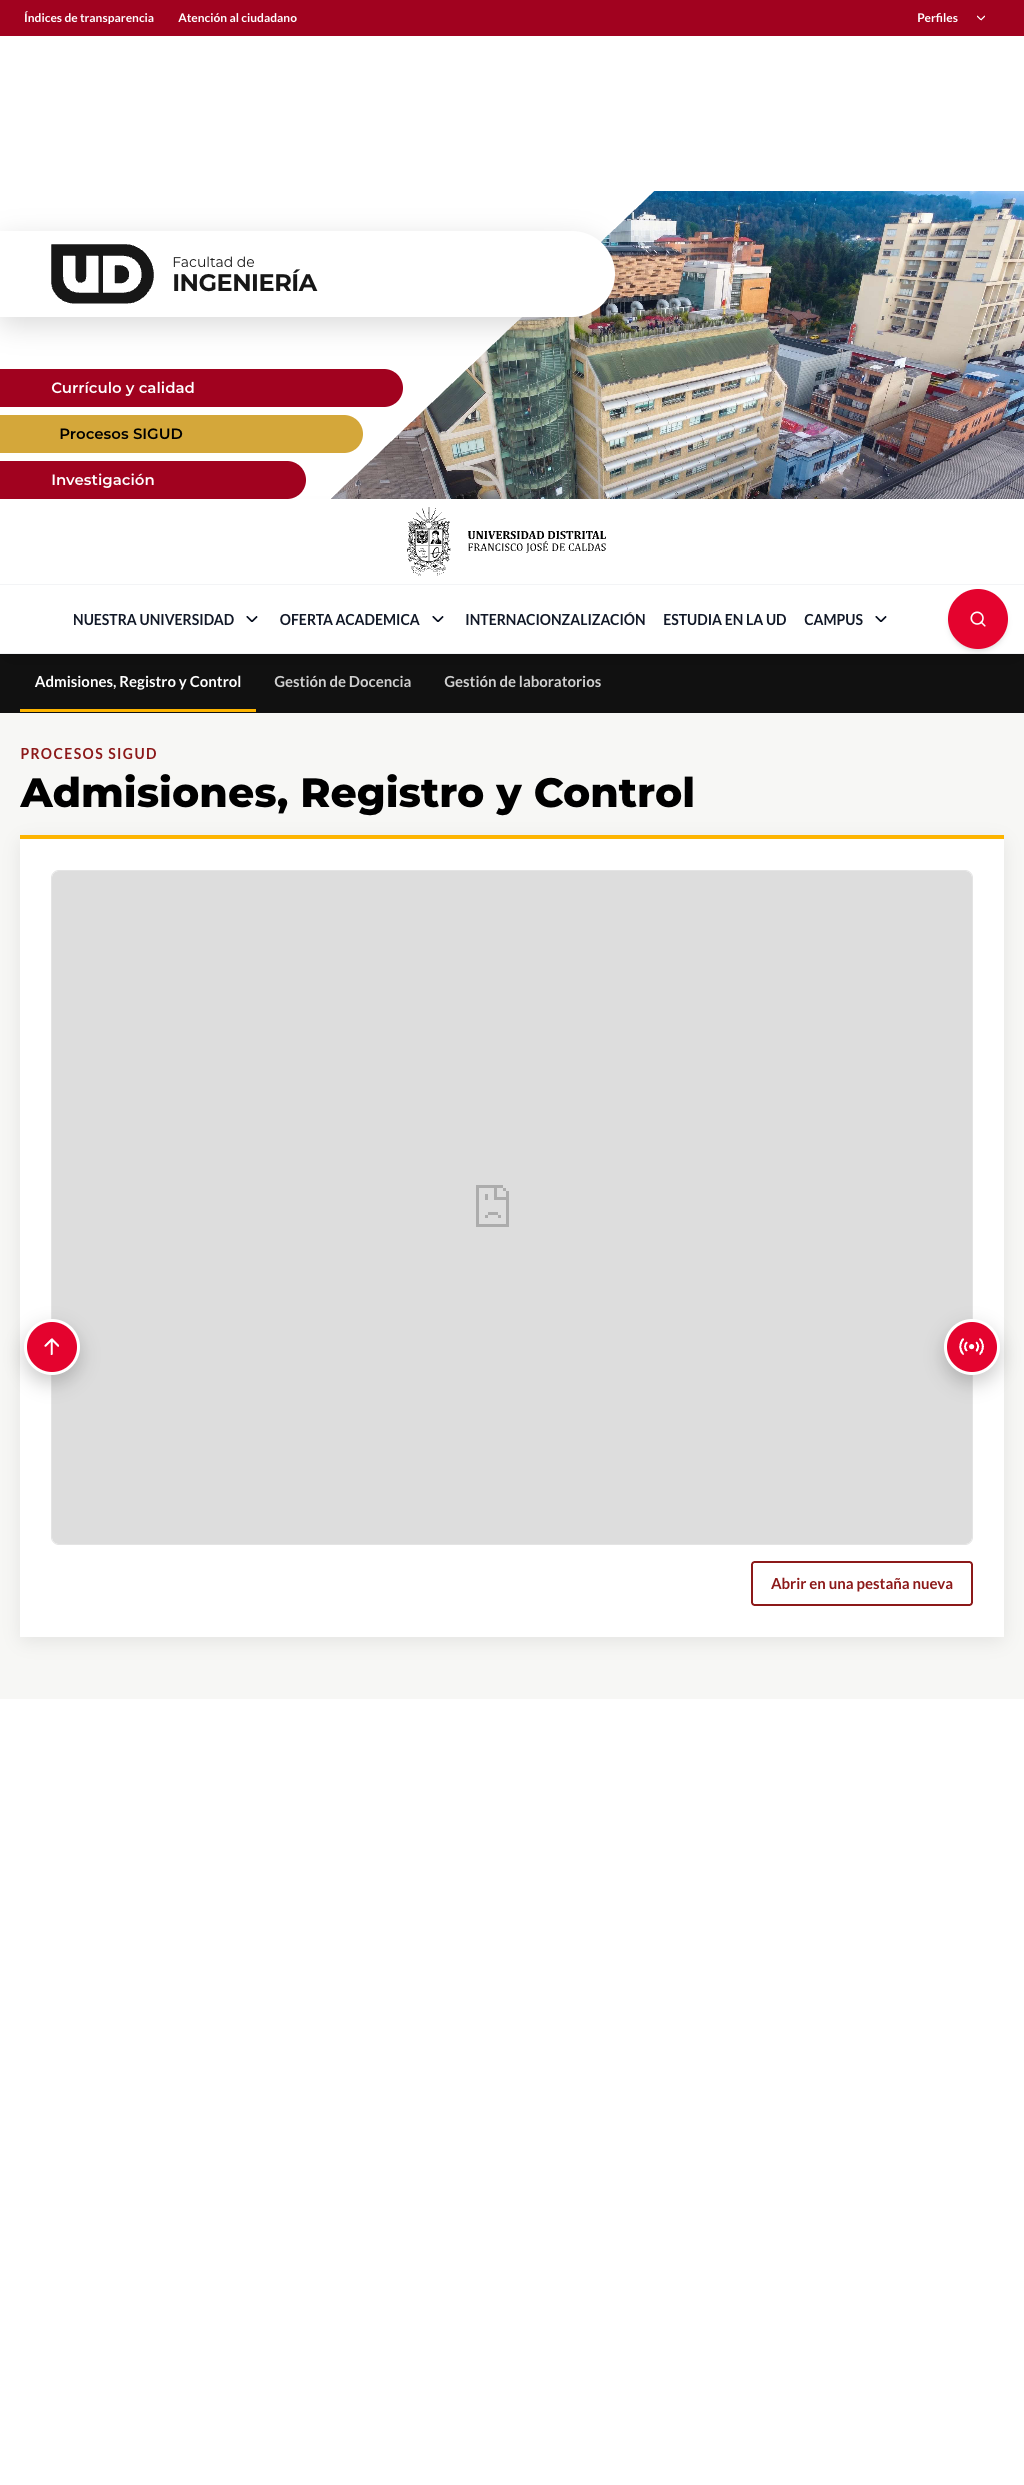 Índices de transparencia
Atención al ciudadano
Perfiles
UD
Facultad de
INGENIERÍA
Currículo y calidad
Procesos SIGUD
Investigación
UNIVERSIDAD DISTRITAL
FRANCISCO JOSÉ DE CALDAS
NUESTRA UNIVERSIDAD
OFERTA ACADEMICA
INTERNACIONZALIZACIÓN
ESTUDIA EN LA UD
CAMPUS
Admisiones, Registro y Control
Gestión de Docencia
Gestión de laboratorios
PROCESOS SIGUD
Admisiones, Registro y Control
Abrir en una pestaña nueva